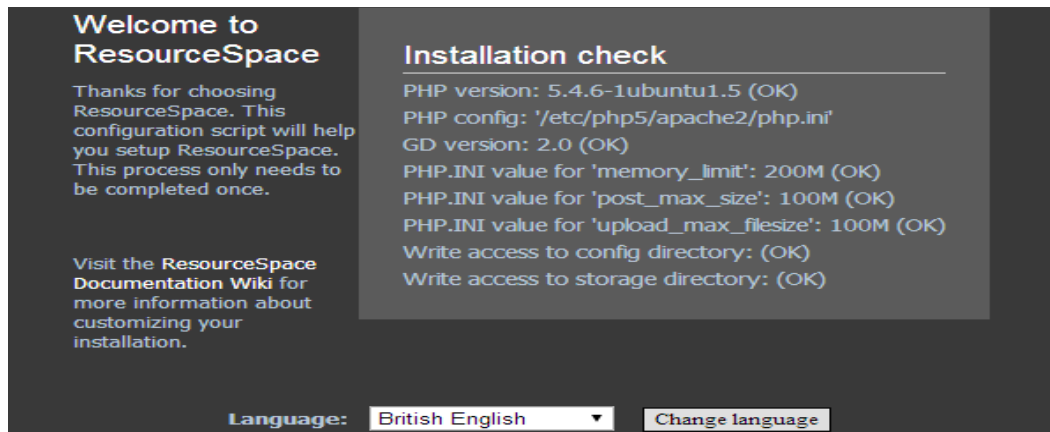 Welcome to
ResourceSpace
Thanks for choosing
ResourceSpace. This
configuration script will help
you setup ResourceSpace.
This process only needs to
be completed once.
Visit the ResourceSpace
Documentation Wiki for
more information about
customizing your
installation.
Installation check
PHP version: 5.4.6-1ubuntu1.5 (OK)
PHP config: '/etc/php5/apache2/php.ini'
GD version: 2.0 (OK)
PHP.INI value for 'memory_limit': 200M (OK)
PHP.INI value for 'post_max_size': 100M (OK)
PHP.INI value for 'upload_max_filesize': 100M (OK)
Write access to config directory: (OK)
Write access to storage directory: (OK)
Language: British English Change language